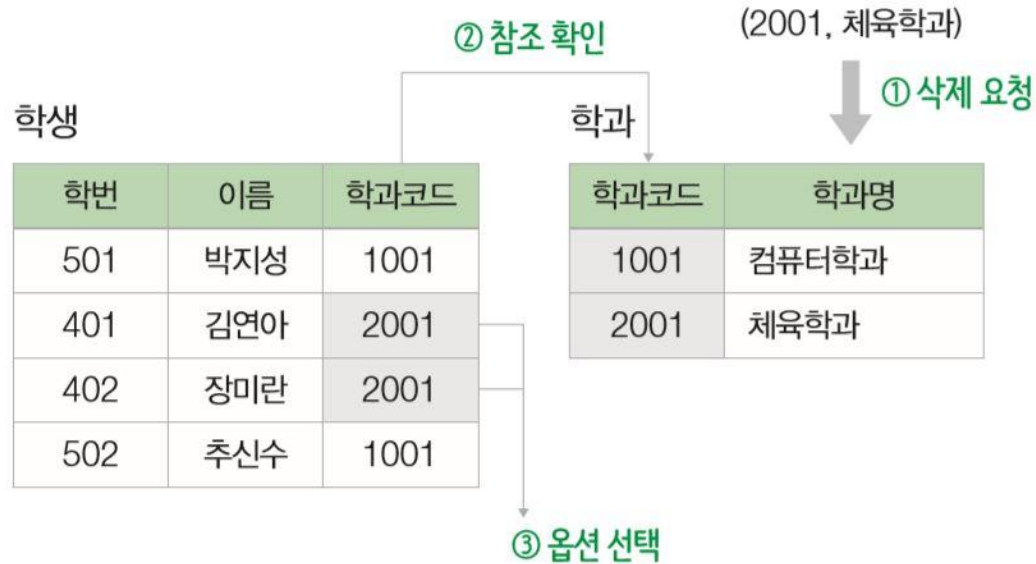 (2001, 체육학과)
② 참조 확인
① 삭제 요청
학생
학번 이름 학과코드
501 박지성 1001
401 김연아 2001
402 장미란 2001
502 추신수 1001
학과
학과코드 학과명
1001 컴퓨터학과
2001 체육학과
③ 옵션 선택